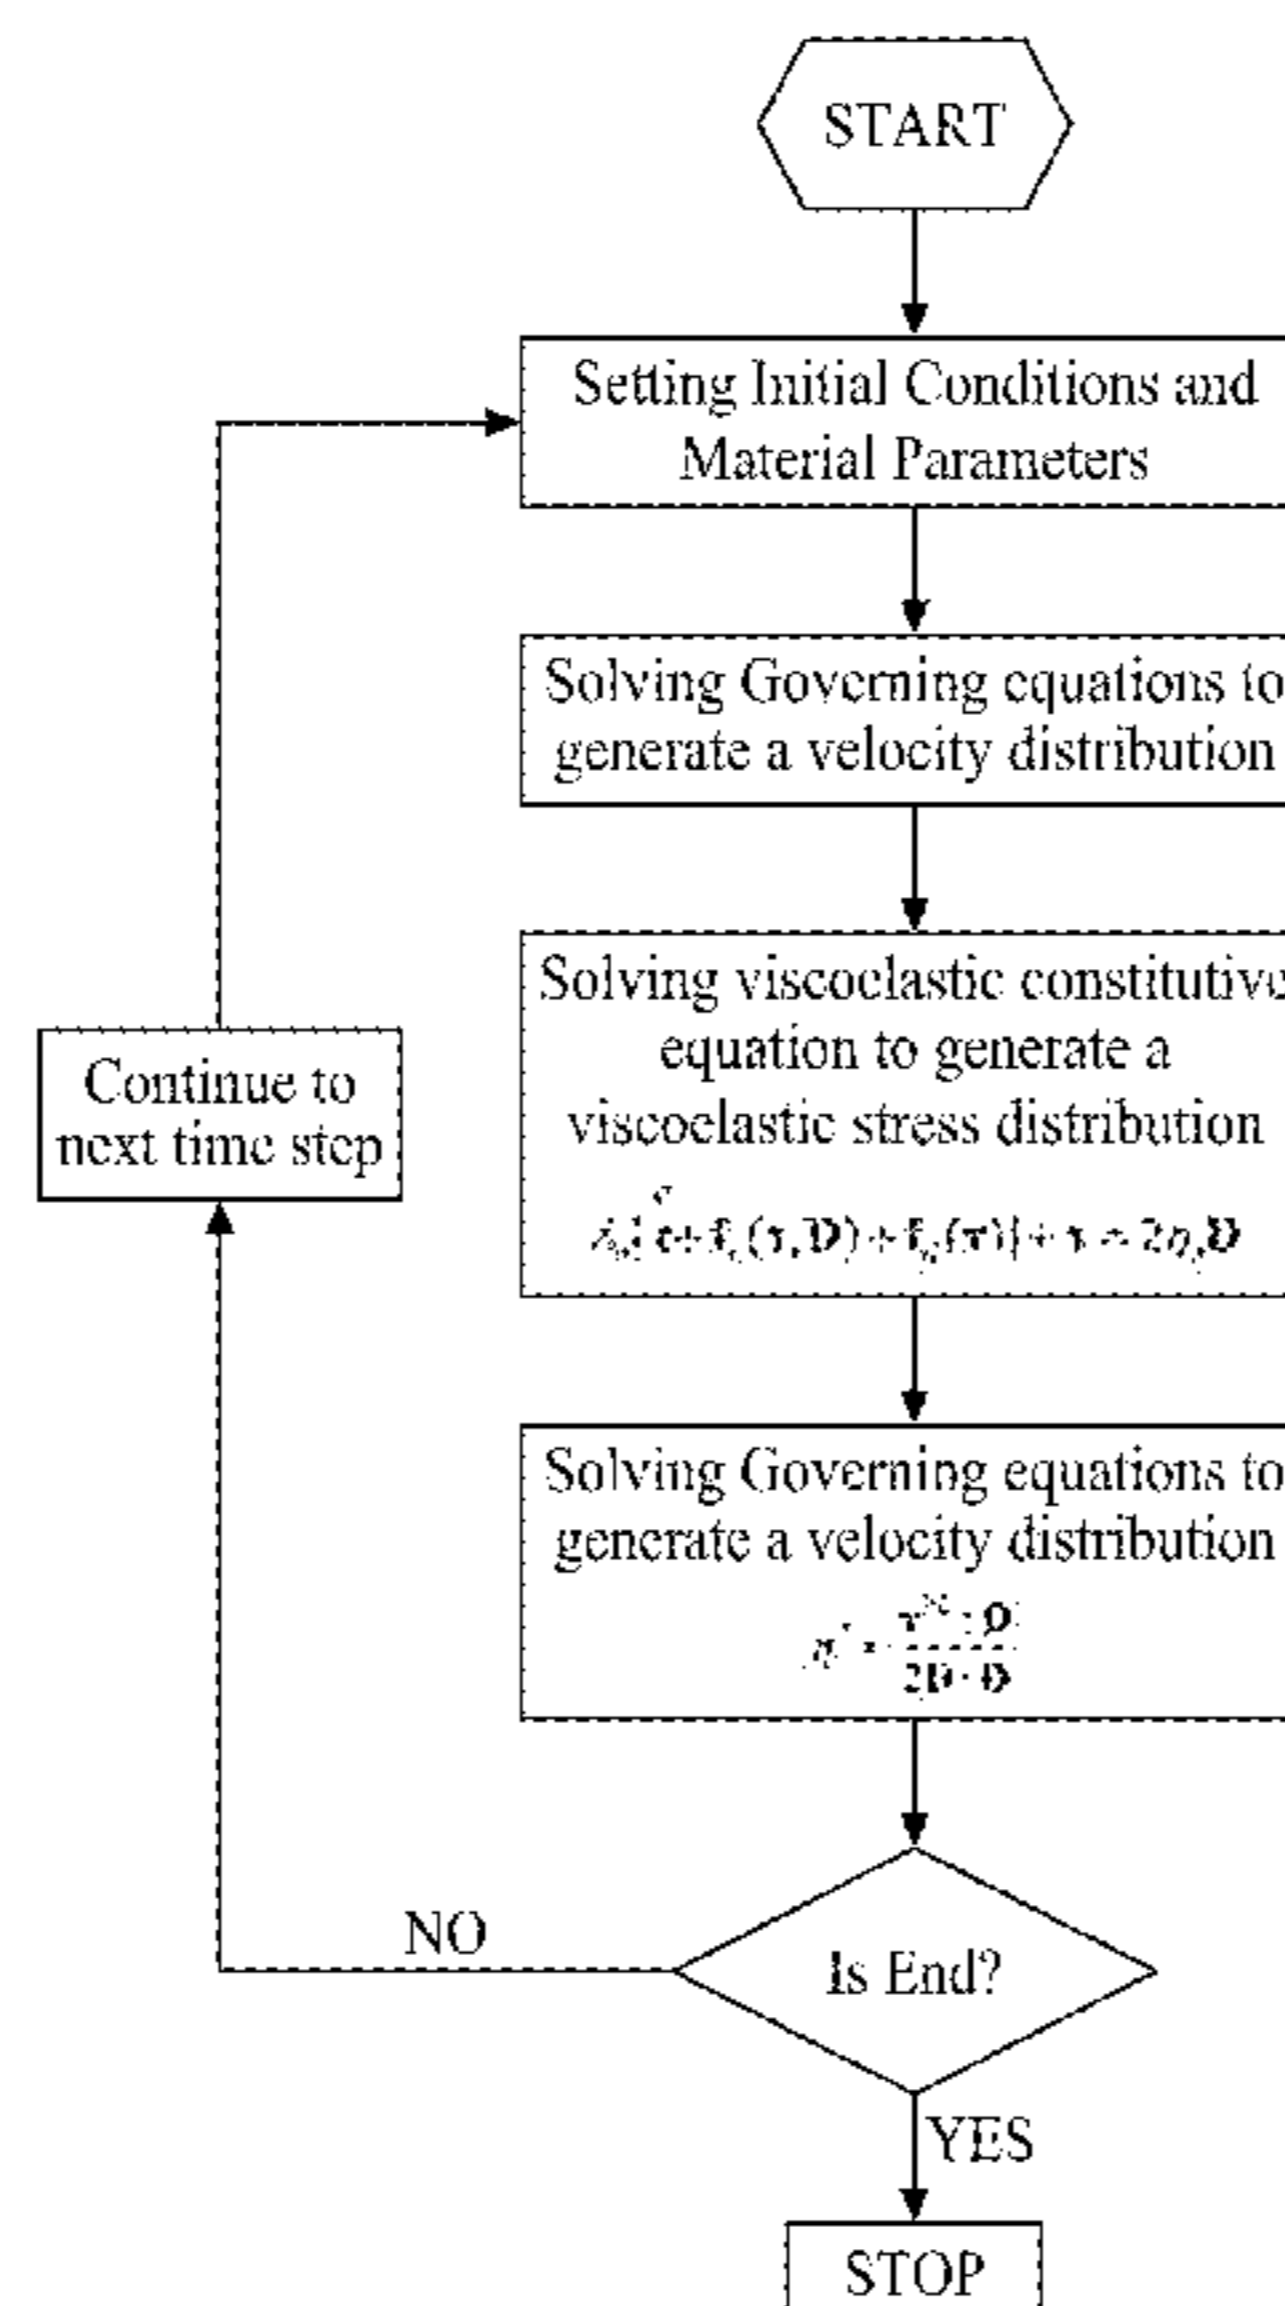 START
Setting Initial Conditions and
Material Parameters
Solving Governing equations to
generate a velocity distribution
Solving viscoelastic constitutive
equation to generate a
viscoelastic stress distribution
Continue to
next time step
Solving Governing equations to
generate a velocity distribution
NO
Is End?
YES
STOP